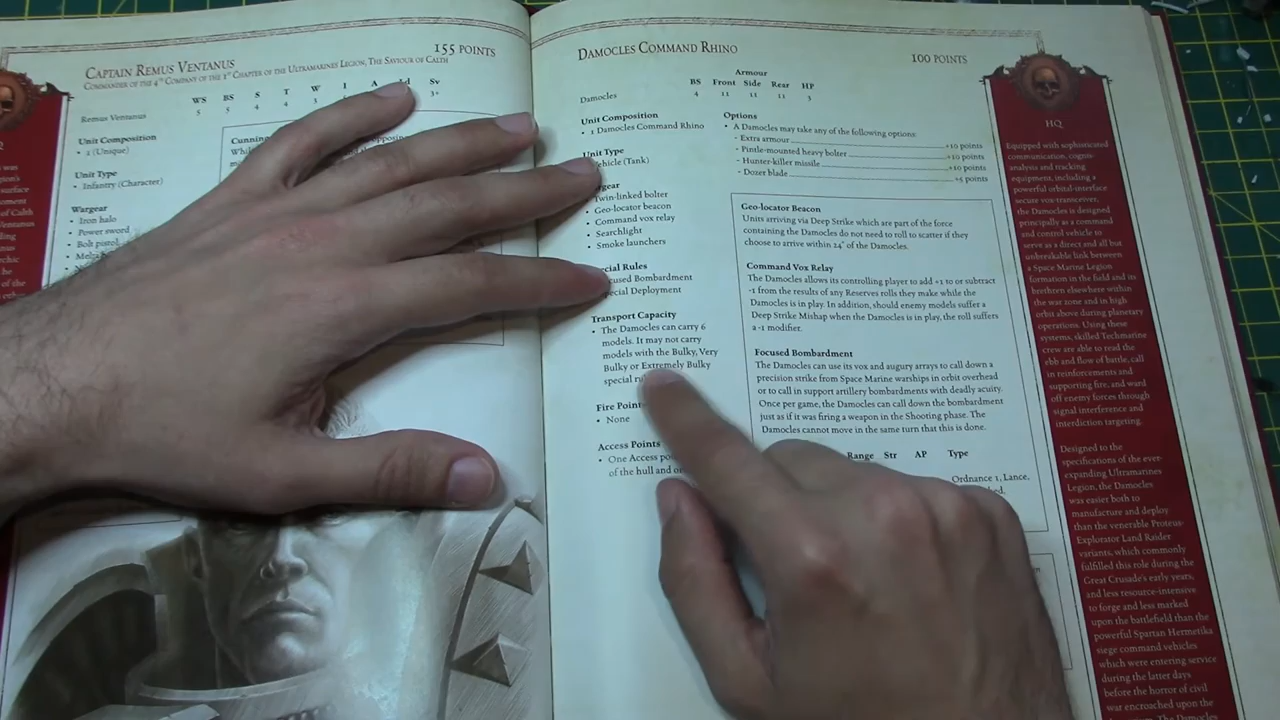 CAPTAIN REMUS VENTANUS
155 POINTS
COMMANDER OF THE 4TH COMPANY OF THE 1ST CHAPTER OF THE ULTRAMARINES LEGION, THE SAVIOUR OF CALTH
WS BS S T W I A Ld Sv
Remus Ventanus 5 5 4 4 3 3+
Unit Composition
• 1 (Unique)
Unit Type
• Infantry (Character)
Wargear
• Iron halo
• Power sword
• Bolt pistol
DAMOCLES COMMAND RHINO
100 POINTS
Armour
BS Front Side Rear HP
Damocles 4 11 11 11 3
Unit Composition
• 1 Damocles Command Rhino
Unit Type
(Tank)
Twin-linked bolter
• Geo-locator beacon
• Command vox relay
• Searchlight
• Smoke launchers
Rules
Bombardment
Deployment
Transport Capacity
• The Damocles can carry 6
models. It may not carry
models with the Bulky, Very
Bulky or Extremely Bulky
special
Fire
• None
Access Points
• One Access
of the hull and
Options
• A Damocles may take any of the following options:
- Extra armour +10 points
- Pintle-mounted heavy bolter +10 points
- Hunter-killer missile +10 points
- Dozer blade +5 points
Geo-locator Beacon
Units arriving via Deep Strike which are part of the force
containing the Damocles do not need to roll to scatter if they
choose to arrive within 24" of the Damocles.
Command Vox Relay
The Damocles allows its controlling player to add +1 to or subtract
-1 from the results of any Reserves rolls they make while the
Damocles is in play. In addition, should enemy models suffer a
Deep Strike Mishap when the Damocles is in play, the roll suffers
a -1 modifier.
Focused Bombardment
The Damocles can use its vox and augury arrays to call down a
precision strike from Space Marine warships in orbit overhead
or to call in support artillery bombardments with deadly acuity.
Once per game, the Damocles can call down the bombardment
just as if it was firing a weapon in the Shooting phase. The
Damocles cannot move in the same turn that this is done.
Range Str AP Type
Ordnance 1, Lance,
HQ
Equipped with sophisticated
communication, cogni-
analysis and tracking
equipment, including a
powerful orbital-interface
secure vox-transceiver,
the Damocles is designed
principally as a command
and control vehicle to
serve as a direct and all but
unbreakable link between
a Space Marine Legion
formation in the field and its
brethren elsewhere within
the war zone and in high
orbit above during planetary
operations. Using these
systems, skilled Techmarine
crew are able to read the
ebb and flow of battle, call
in reinforcements and
supporting fire, and ward
off enemy forces through
signal interference and
interdiction targeting.
Designed to the
specifications of the ever-
expanding Ultramarines
Legion, the Damocles
was easier both to
manufacture and deploy
than the venerable Proteus
Explorator Land Raider
variants, which commonly
fulfilled this role during the
Great Crusade's early years,
and less resource-intensive
to forge and less marked
upon the battlefield than the
powerful Spartan Hermetika
siege command vehicles
which were entering service
during the latter days
before the horror of civil
war encroached upon the